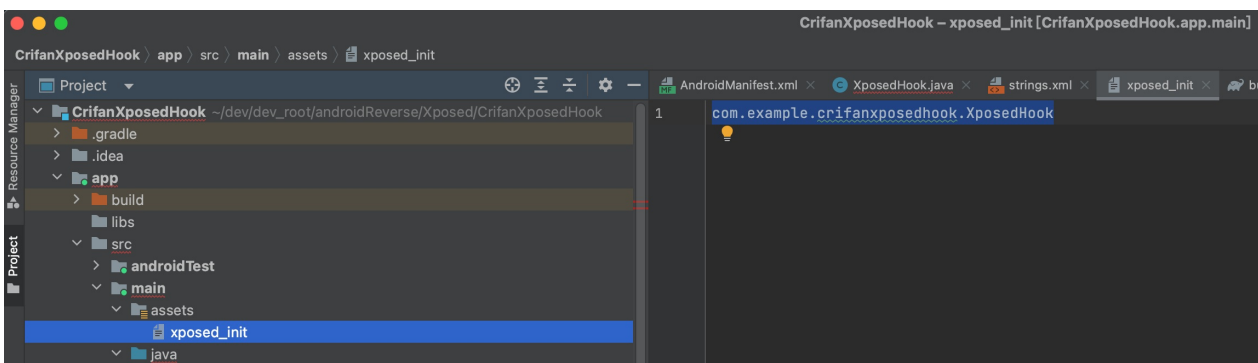 CrifanXposedHook – xposed_init [CrifanXposedHook.app.main]
CrifanXposedHook 〉 app 〉 src 〉 main 〉 assets 〉 xposed_init
Resource Manager
Project
Project
CrifanXposedHook ~/dev/dev_root/androidReverse/Xposed/CrifanXposedHook
.gradle
.idea
app
build
libs
src
androidTest
main
assets
xposed_init
java
AndroidManifest.xml
XposedHook.java
strings.xml
xposed_init
bu
1 com.example.crifanxposedhook.XposedHook